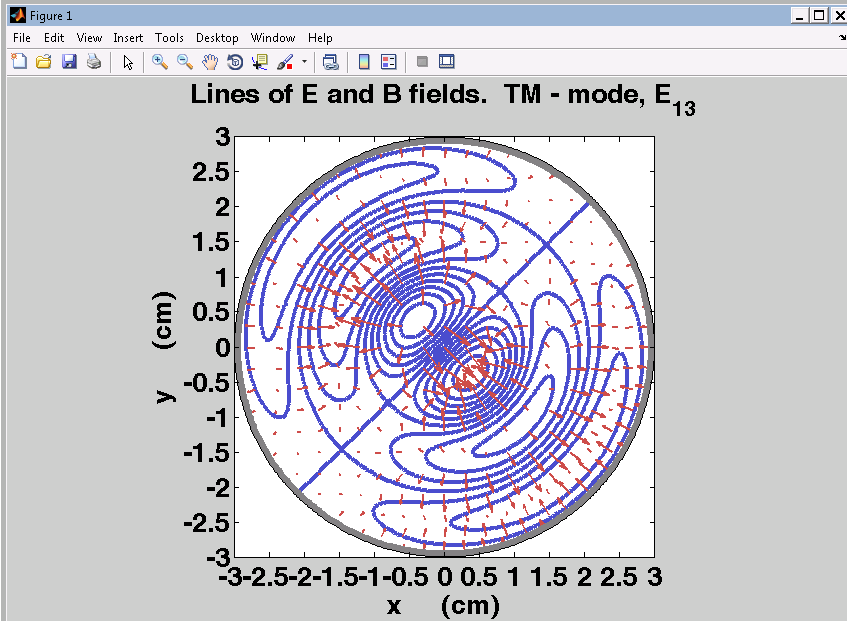 Figure 1
File Edit View Insert Tools Desktop Window Help
Lines of E and B fields. TM - mode, E13
3
2.5
2
1.5
1
0.5
0
-0.5
-1
-1.5
-2
-2.5
-3
y (cm)
-3 -2.5 -2 -1.5 -1 -0.5 0 0.5 1 1.5 2 2.5 3
x (cm)